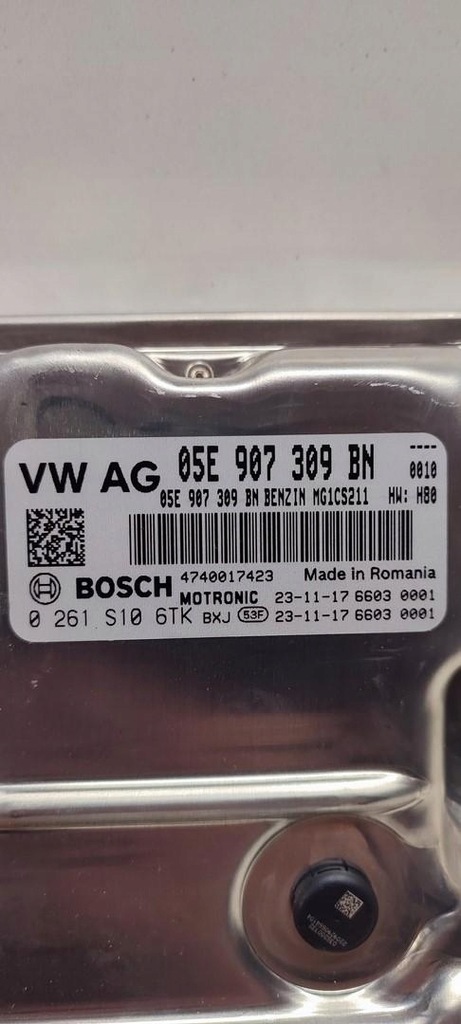 VW AG 05E 907 309 BN ----
0010
05E 907 309 BN BENZIN MG1CS211 HW: H80
BOSCH 4740017423 Made in Romania
MOTRONIC 23-11-17 6603 0001
0 261 S10 6TK BXJ 53F 23-11-17 6603 0001